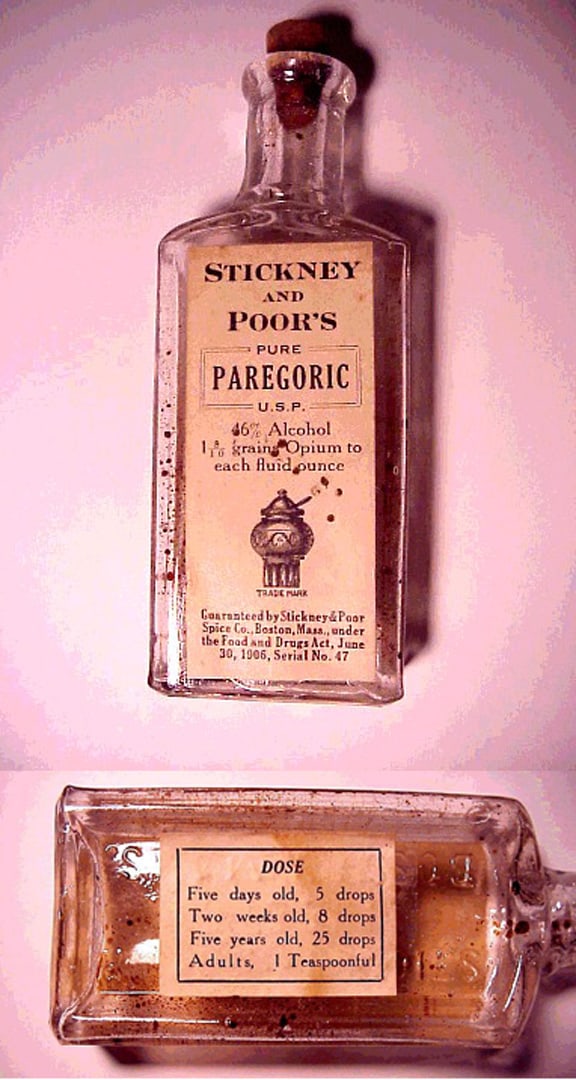 STICKNEY
AND
POOR'S
PURE
PAREGORIC
U.S.P.
46% Alcohol
grains Opium to
each fluid ounce
TRADE MARK
Guaranteed by Stickney & Poor
Spice Co., Boston, Mass., under
the Food and Drugs Act, June
30, 1906, Serial No. 47
DOSE
Five days old, 5 drops
Two weeks old, 8 drops
Five years old, 25 drops
Adults, 1 Teaspoonful